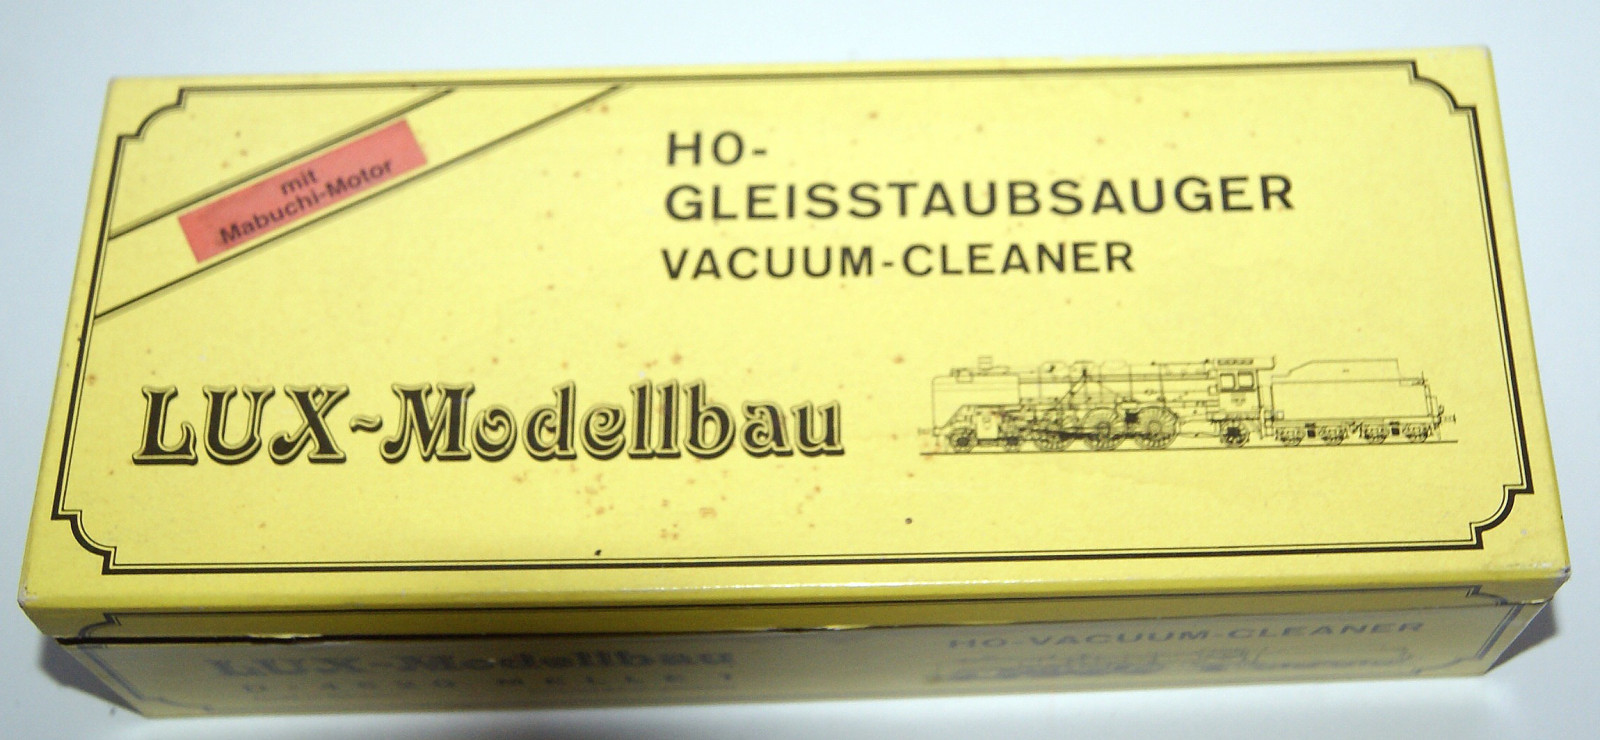 mit
Mabuchi-Motor
HO-
GLEISSTAUBSAUGER
VACUUM-CLEANER
LUX-Modellbau
HO-VACUUM-CLEANER
LUX-Modellbau